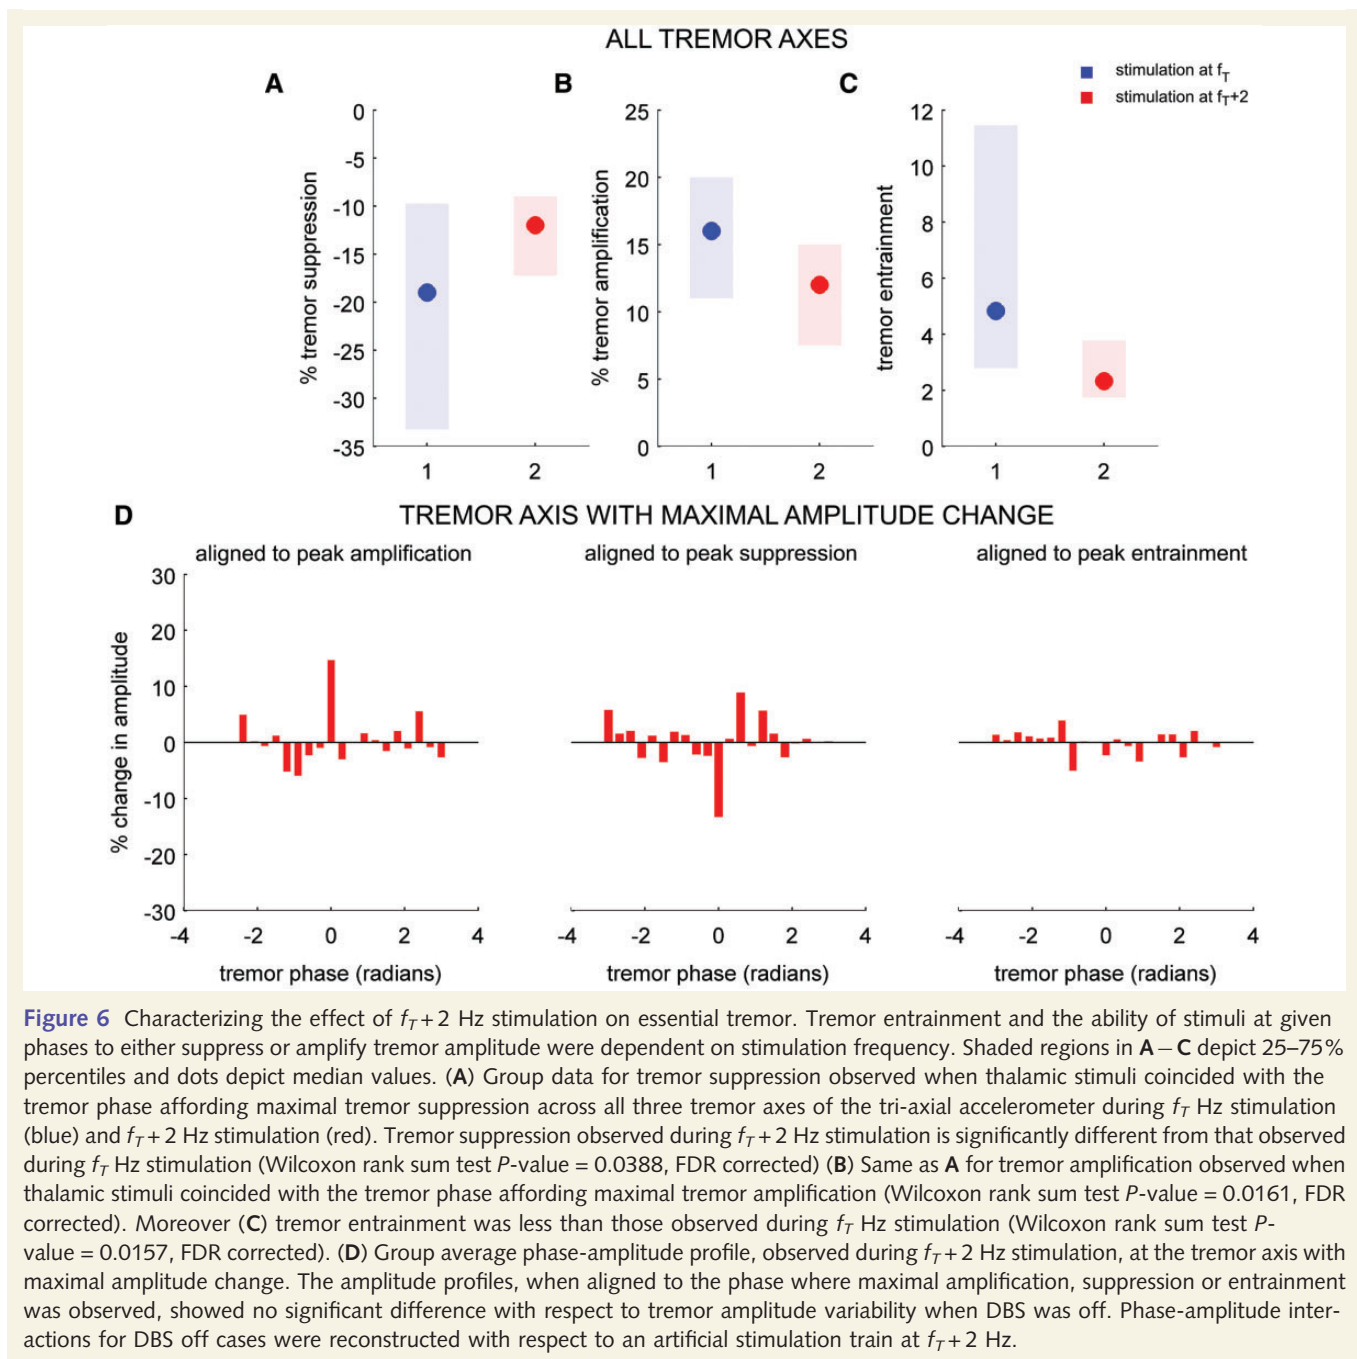 ALL TREMOR AXES
A
B
C
stimulation at f_T
stimulation at f_T+2
% tremor suppression
0
-5
-10
-15
-20
-25
-30
-35
1 2
% tremor amplification
25
20
15
10
5
0
1 2
tremor entrainment
12
10
8
6
4
2
0
1 2
D
TREMOR AXIS WITH MAXIMAL AMPLITUDE CHANGE
aligned to peak amplification
aligned to peak suppression
aligned to peak entrainment
% change in amplitude
30
20
10
0
-10
-20
-30
-4 -2 0 2 4
-4 -2 0 2 4
-4 -2 0 2 4
tremor phase (radians)
tremor phase (radians)
tremor phase (radians)
Figure 6 Characterizing the effect of f_T + 2 Hz stimulation on essential tremor. Tremor entrainment and the ability of stimuli at given
phases to either suppress or amplify tremor amplitude were dependent on stimulation frequency. Shaded regions in A–C depict 25–75%
percentiles and dots depict median values. (A) Group data for tremor suppression observed when thalamic stimuli coincided with the
tremor phase affording maximal tremor suppression across all three tremor axes of the tri-axial accelerometer during f_T Hz stimulation
(blue) and f_T + 2 Hz stimulation (red). Tremor suppression observed during f_T + 2 Hz stimulation is significantly different from that observed
during f_T Hz stimulation (Wilcoxon rank sum test P-value = 0.0388, FDR corrected) (B) Same as A for tremor amplification observed when
thalamic stimuli coincided with the tremor phase affording maximal tremor amplification (Wilcoxon rank sum test P-value = 0.0161, FDR
corrected). Moreover (C) tremor entrainment was less than those observed during f_T Hz stimulation (Wilcoxon rank sum test P-
value = 0.0157, FDR corrected). (D) Group average phase-amplitude profile, observed during f_T + 2 Hz stimulation, at the tremor axis with
maximal amplitude change. The amplitude profiles, when aligned to the phase where maximal amplification, suppression or entrainment
was observed, showed no significant difference with respect to tremor amplitude variability when DBS was off. Phase-amplitude inter-
actions for DBS off cases were reconstructed with respect to an artificial stimulation train at f_T + 2 Hz.